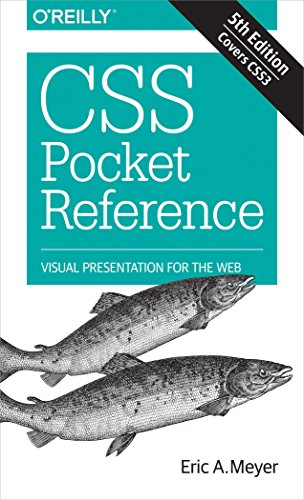 O'REILLY®
5th Edition
Covers CSS3
CSS
Pocket
Reference
VISUAL PRESENTATION FOR THE WEB
Eric A. Meyer